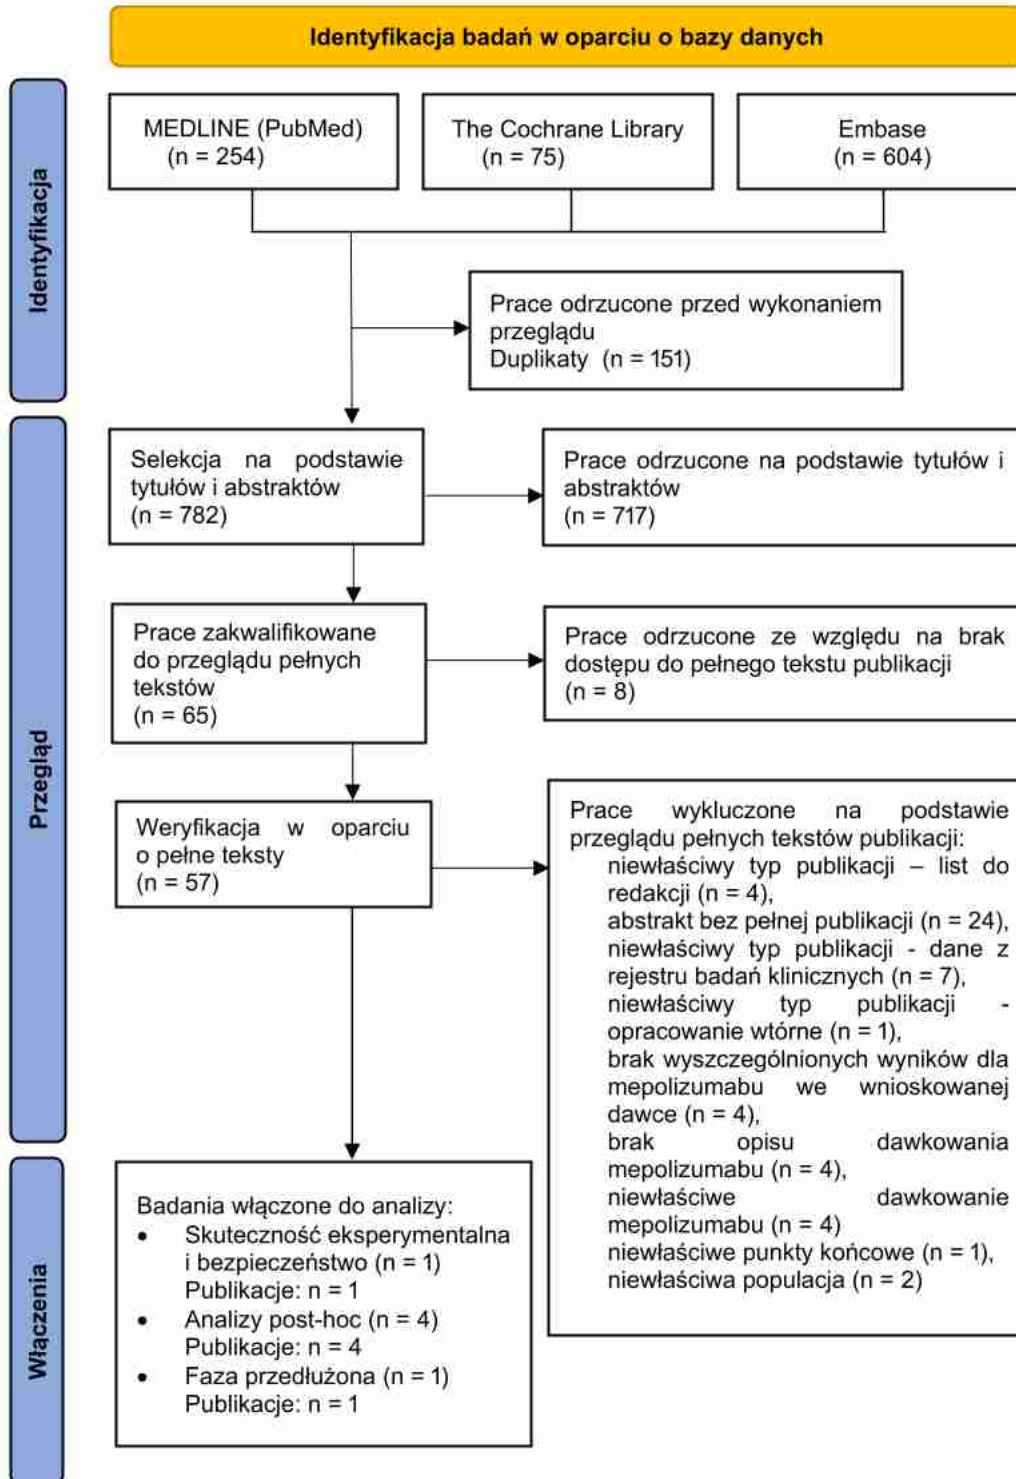 Identyfikacja badań w oparciu o bazy danych
Identyfikacja
MEDLINE (PubMed)
(n = 254)
The Cochrane Library
(n = 75)
Embase
(n = 604)
Prace odrzucone przed wykonaniem
przeglądu
Duplikaty (n = 151)
Przegląd
Selekcja na podstawie
tytułów i abstraktów
(n = 782)
Prace odrzucone na podstawie tytułów i
abstraktów
(n = 717)
Prace zakwalifikowane
do przeglądu pełnych
tekstów
(n = 65)
Prace odrzucone ze względu na brak
dostępu do pełnego tekstu publikacji
(n = 8)
Weryfikacja w oparciu
o pełne teksty
(n = 57)
Prace wykluczone na podstawie
przeglądu pełnych tekstów publikacji:
niewłaściwy typ publikacji – list do
redakcji (n = 4),
abstrakt bez pełnej publikacji (n = 24),
niewłaściwy typ publikacji - dane z
rejestru badań klinicznych (n = 7),
niewłaściwy typ publikacji -
opracowanie wtórne (n = 1),
brak wyszczególnionych wyników dla
mepolizumabu we wnioskowanej
dawce (n = 4),
brak opisu dawkowania
mepolizumabu (n = 4),
niewłaściwe dawkowanie
mepolizumabu (n = 4)
niewłaściwe punkty końcowe (n = 1),
niewłaściwa populacja (n = 2)
Włączenia
Badania włączone do analizy:
• Skuteczność eksperymentalna
i bezpieczeństwo (n = 1)
Publikacje: n = 1
• Analizy post-hoc (n = 4)
Publikacje: n = 4
• Faza przedłużona (n = 1)
Publikacje: n = 1